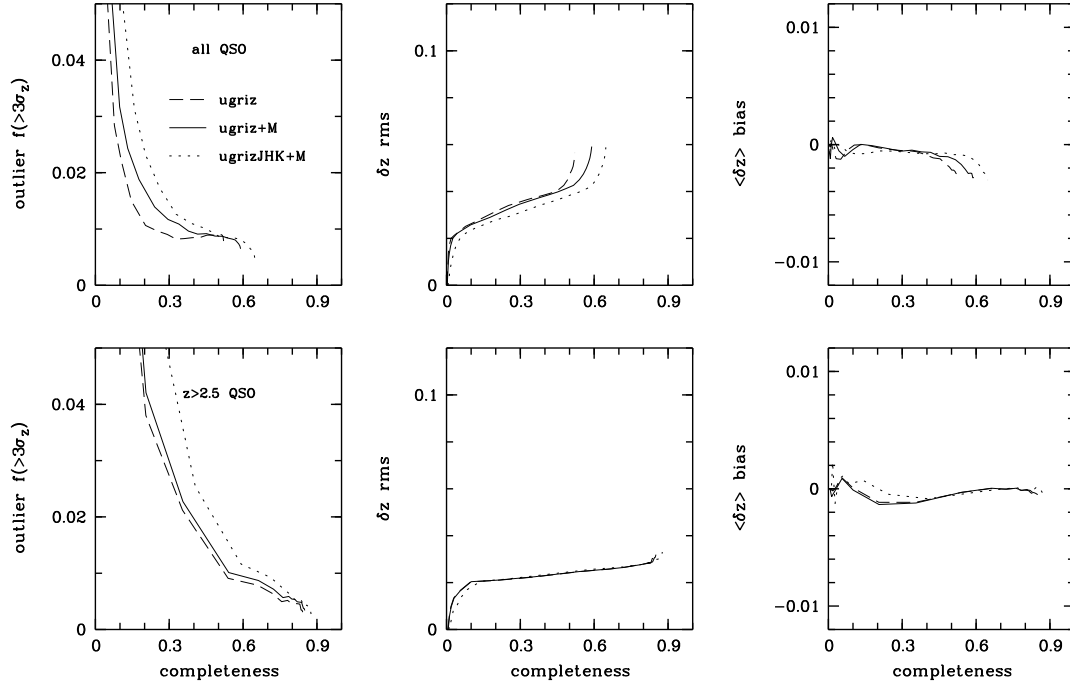 outlier f(>3σz)
0.04
0.02
0
0
0.3
0.6
0.9
all QSO
ugriz
ugriz+M
ugrizJHK+M
δz rms
0.1
0
0
0.3
0.6
0.9
<δz> bias
0.01
0
−0.01
0
0.3
0.6
0.9
outlier f(>3σz)
0.04
0.02
0
0
0.3
0.6
0.9
z>2.5 QSO
completeness
δz rms
0.1
0
0
0.3
0.6
0.9
completeness
<δz> bias
0.01
0
−0.01
0
0.3
0.6
0.9
completeness